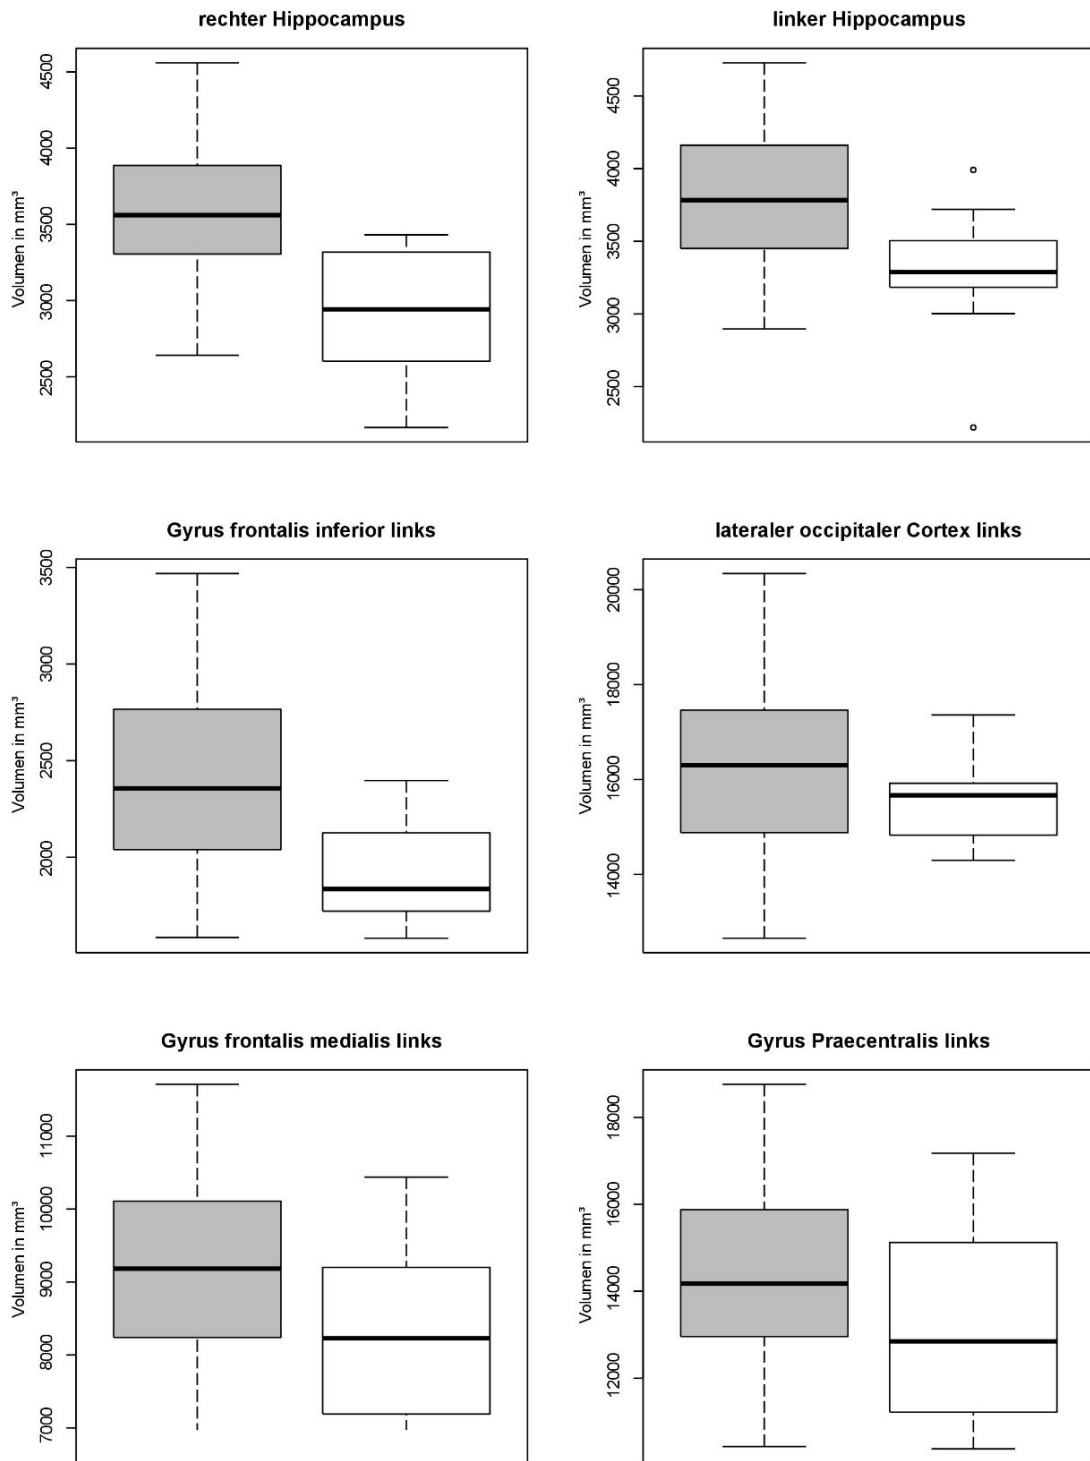 rechter Hippocampus
Volumen in mm³
4500
4000
3500
3000
2500
linker Hippocampus
Volumen in mm³
4500
4000
3500
3000
2500
Gyrus frontalis inferior links
Volumen in mm³
3500
3000
2500
2000
lateraler occipitaler Cortex links
Volumen in mm³
20000
18000
16000
14000
Gyrus frontalis medialis links
Volumen in mm³
11000
10000
9000
8000
7000
Gyrus Praecentralis links
Volumen in mm³
18000
16000
14000
12000